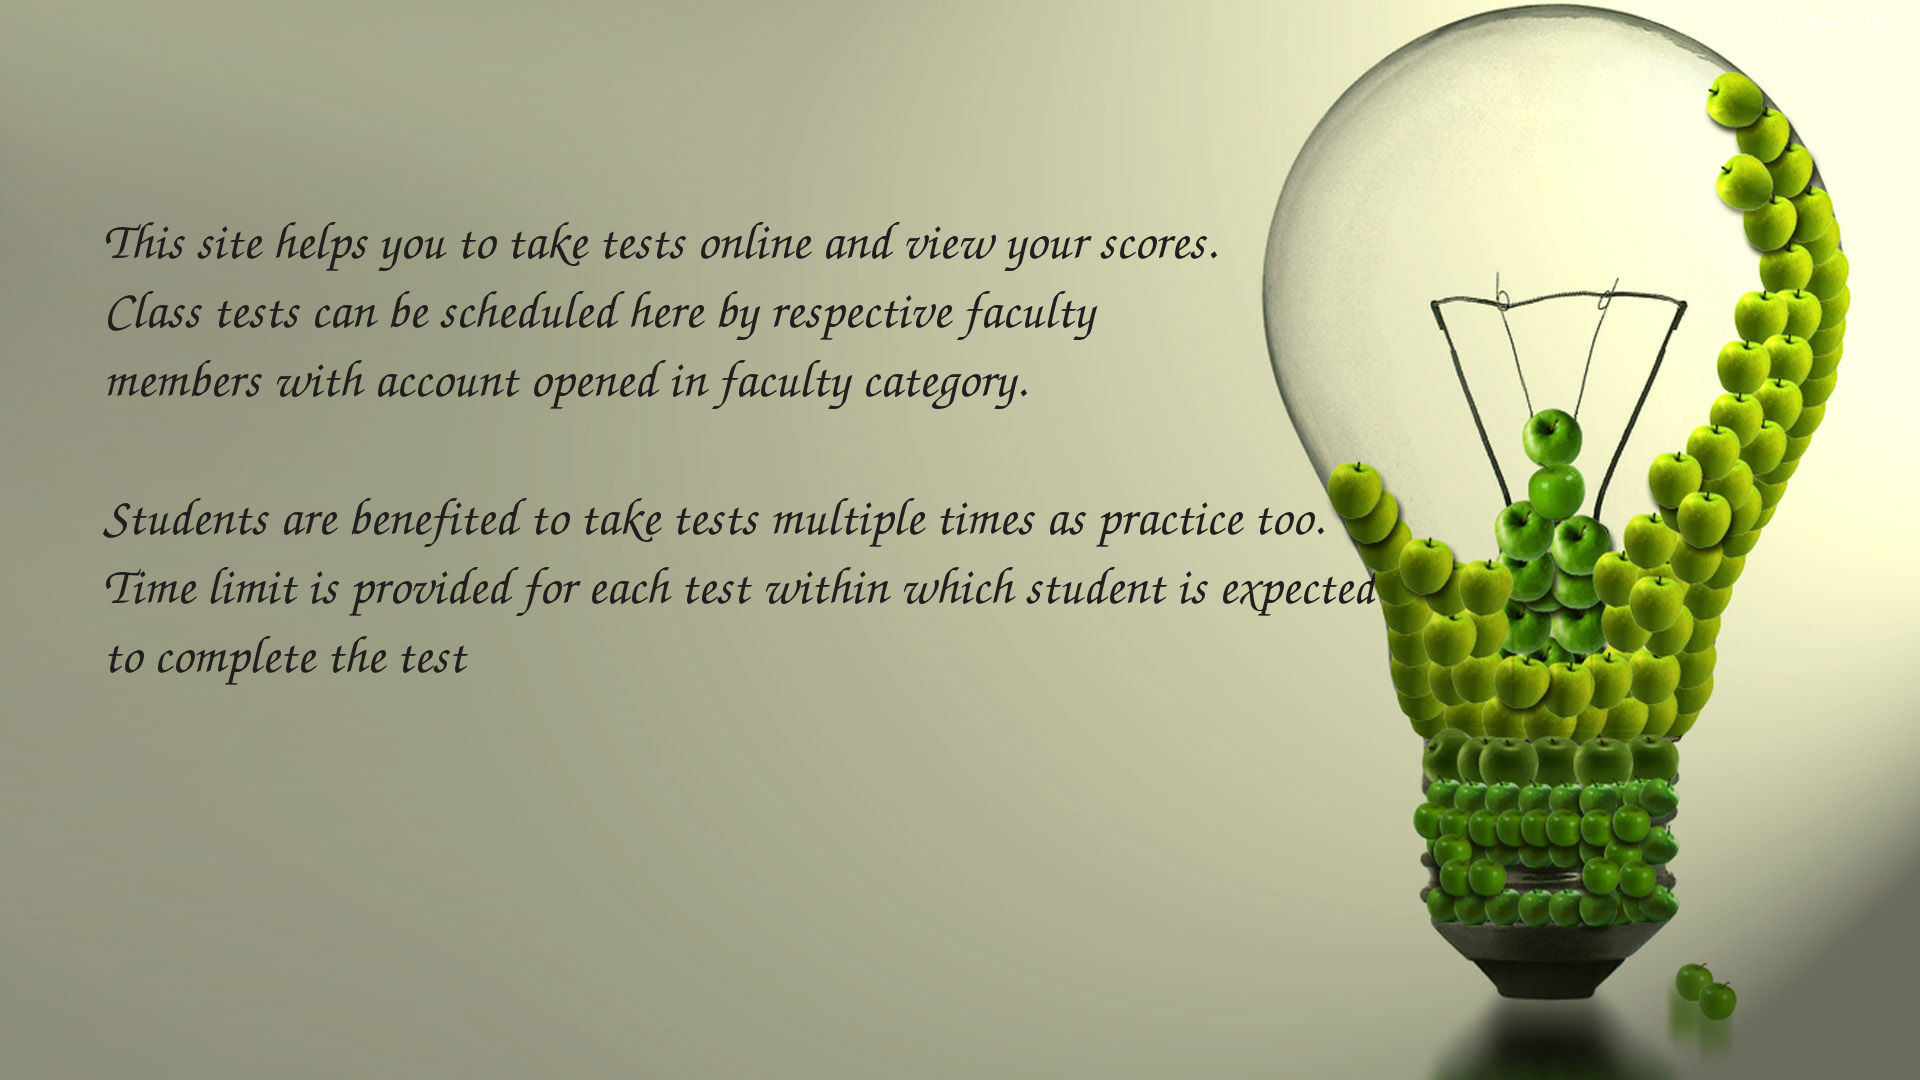 This site helps you to take tests online and view your scores.
Class tests can be scheduled here by respective faculty
members with account opened in faculty category.
Students are benefited to take tests multiple times as practice too.
Time limit is provided for each test within which student is expected
to complete the test